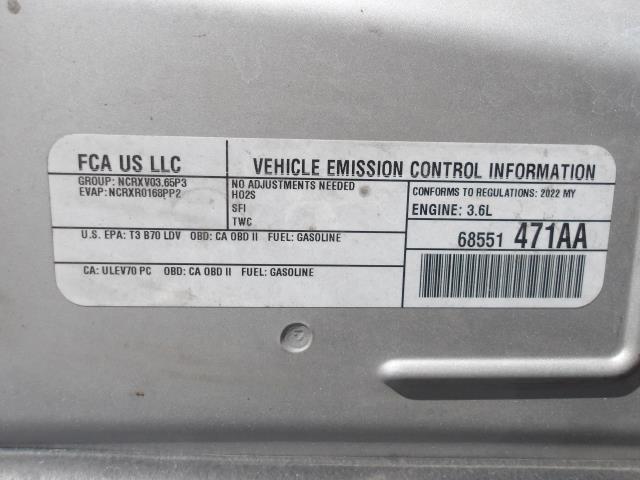 FCA US LLC
VEHICLE EMISSION CONTROL INFORMATION
GROUP: NCRXV03.65P3
EVAP: NCRXR0168PP2
NO ADJUSTMENTS NEEDED
HO2S
SFI
TWC
CONFORMS TO REGULATIONS: 2022 MY
ENGINE: 3.6L
U.S. EPA: T3 B70 LDV OBD: CA OBD II FUEL: GASOLINE
68551 471AA
CA: ULEV70 PC OBD: CA OBD II FUEL: GASOLINE